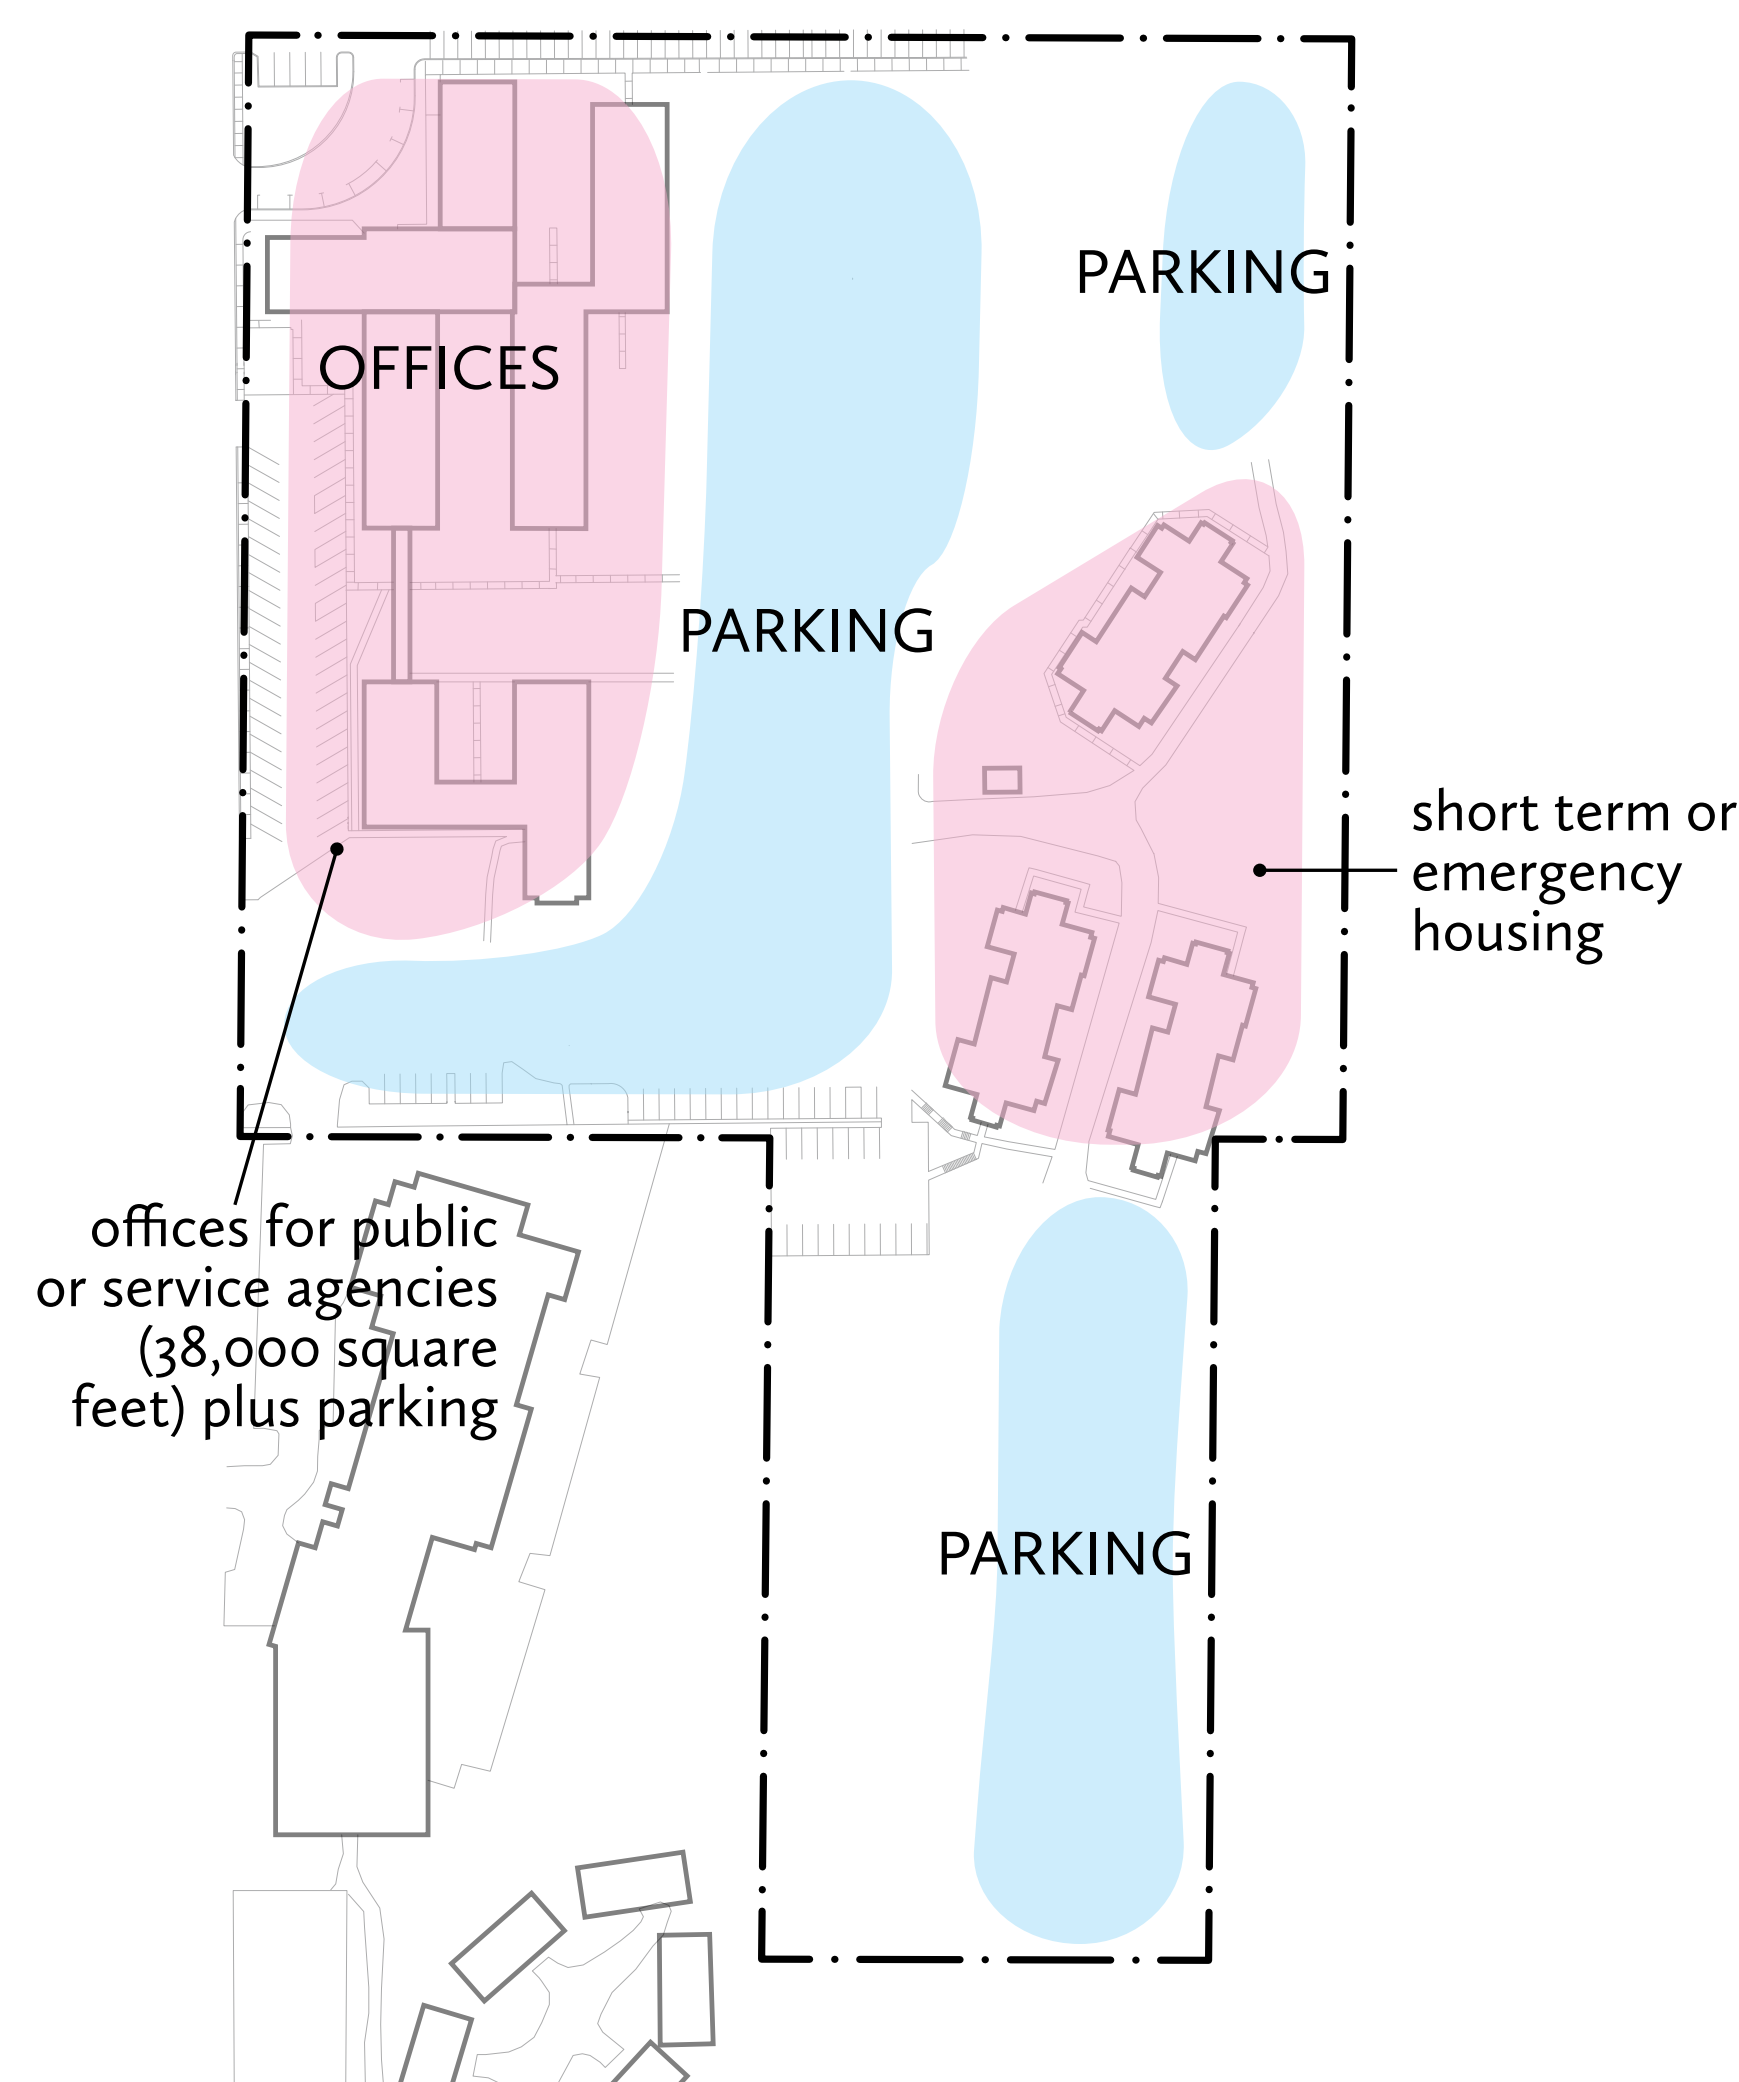 PARKING
OFFICES
PARKING
short term or
emergency
housing
offices for public
or service agencies
(38,000 square
feet) plus parking
PARKING